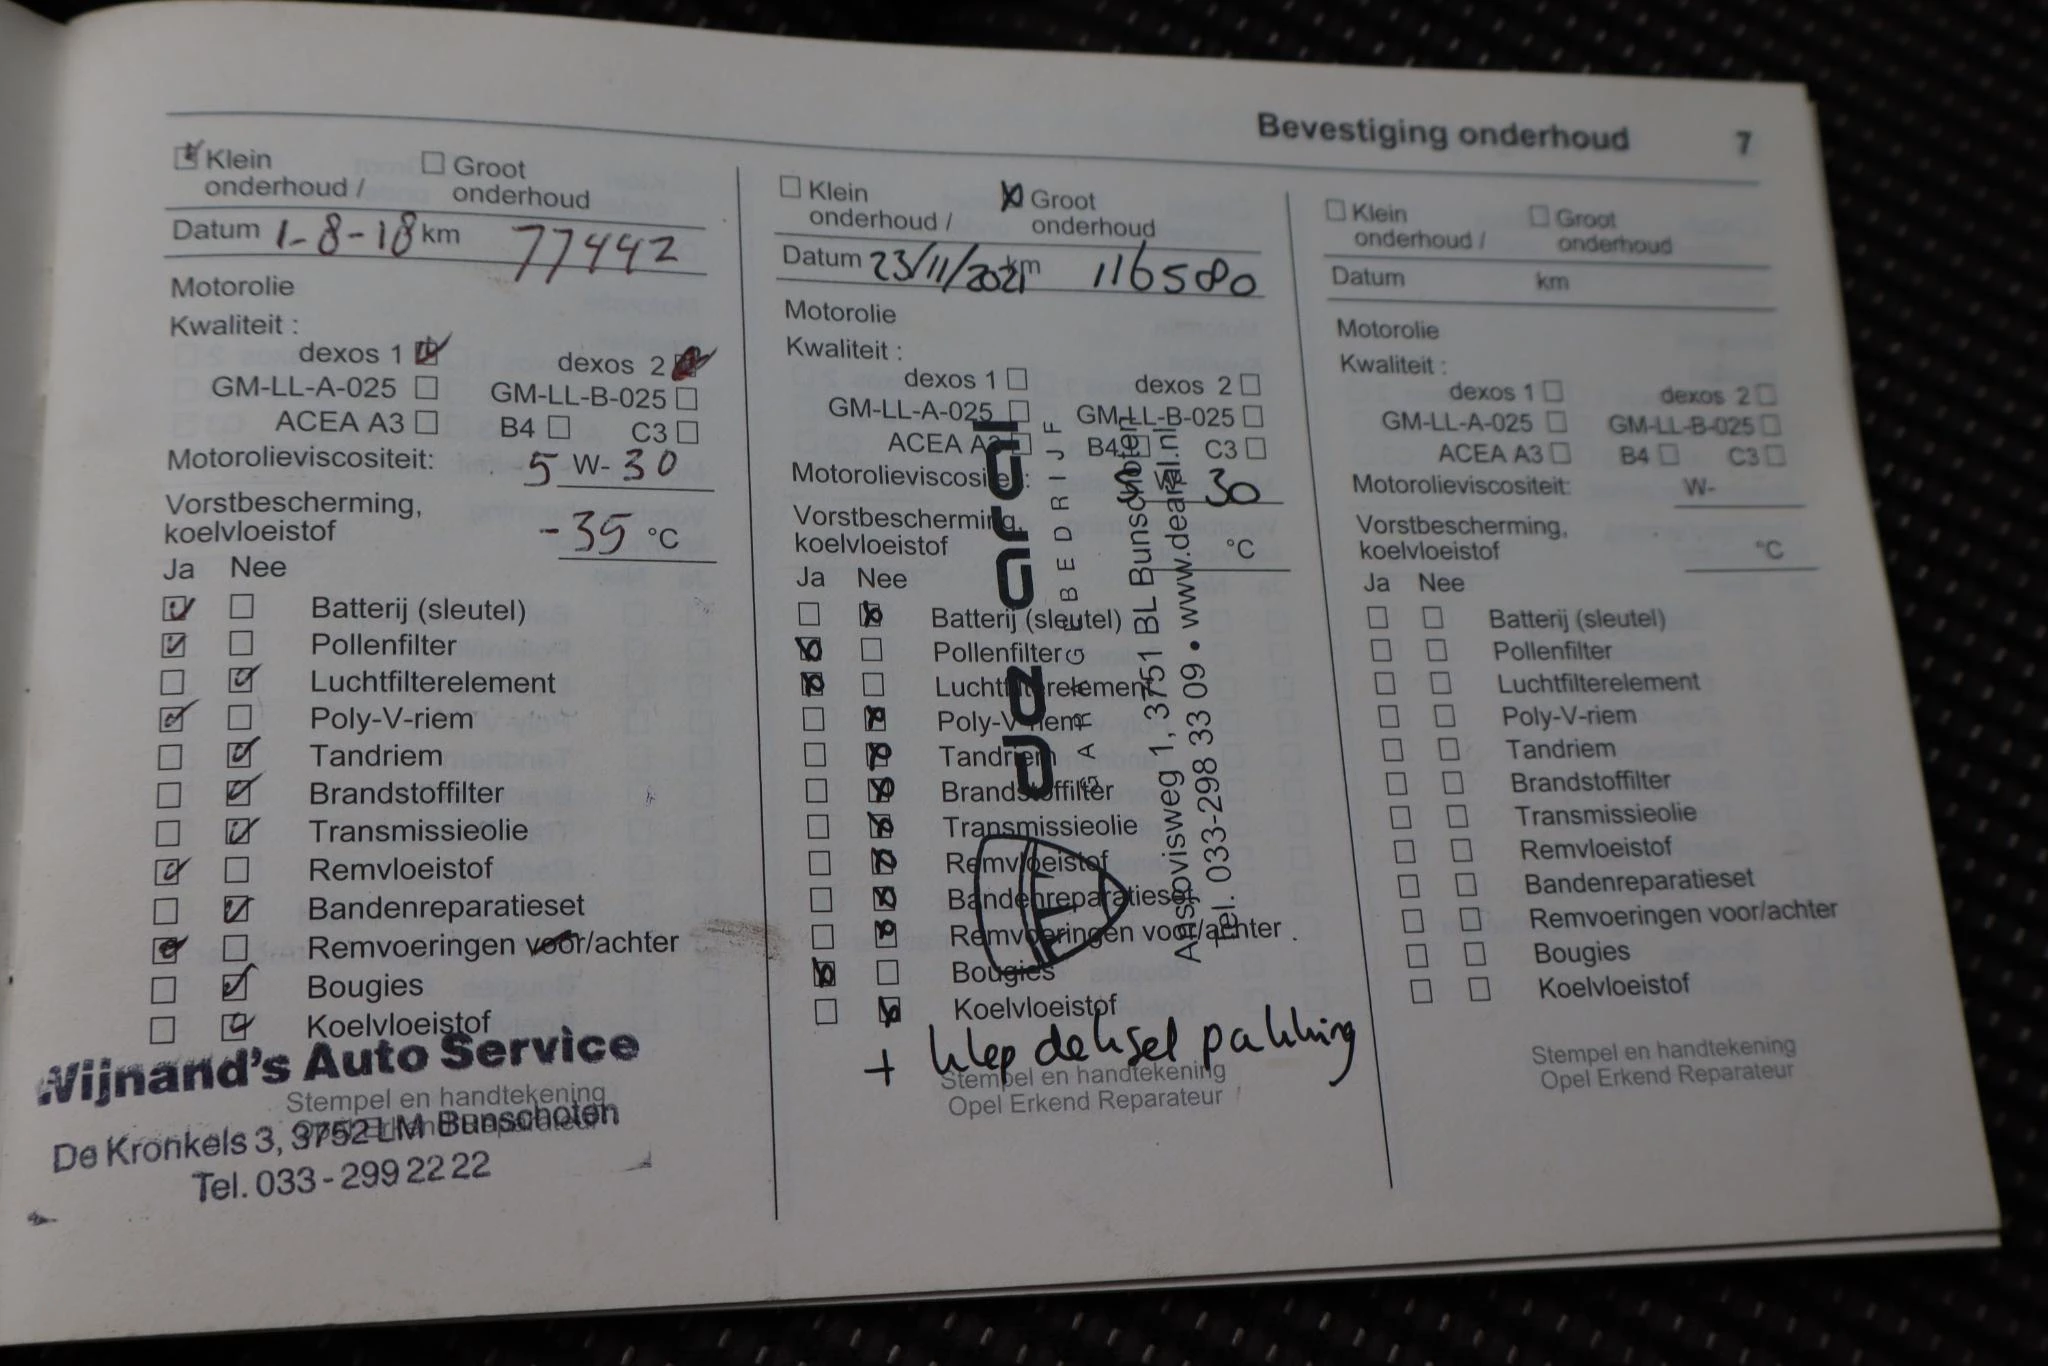 Bevestiging onderhoud 7
Klein onderhoud / Groot onderhoud
Datum 1-8-18 km 77442
Motorolie
Kwaliteit :
dexos 1 dexos 2
GM-LL-A-025 GM-LL-B-025
ACEA A3 B4 C3
Motorolieviscositeit: 5 W- 30
Vorstbescherming,
koelvloeistof -35 °C
Ja Nee
Batterij (sleutel)
Pollenfilter
Luchtfilterelement
Poly-V-riem
Tandriem
Brandstoffilter
Transmissieolie
Remvloeistof
Bandenreparatieset
Remvoeringen voor/achter
Bougies
Koelvloeistof
Wijnand's Auto Service
Stempel en handtekening
De Kronkels 3, 3752 LM Bunschoten
Tel. 033-299 22 22
Klein onderhoud / Groot onderhoud
Datum 23/11/2021 km 116580
Motorolie
Kwaliteit :
dexos 1 dexos 2
GM-LL-A-025 GM-LL-B-025
ACEA A3 B4 C3
Motorolieviscositeit: 30
Vorstbescherming,
koelvloeistof °C
Ja Nee
Batterij (sleutel)
Pollenfilter
Luchtfilterelement
Poly-V-riem
Tandriem
Brandstoffilter
Transmissieolie
Remvloeistof
Bandenreparatieset
Remvoeringen voor/achter
Bougies
Koelvloeistof
+ klep deksel pakking
Stempel en handtekening
Opel Erkend Reparateur
GARAGEBEDRIJF
1, 3751 BL Bunschoten
Tel. 033-298 33 09 •
Klein onderhoud / Groot onderhoud
Datum km
Motorolie
Kwaliteit :
dexos 1 dexos 2
GM-LL-A-025 GM-LL-B-025
ACEA A3 B4 C3
Motorolieviscositeit: W-
Vorstbescherming,
koelvloeistof °C
Ja Nee
Batterij (sleutel)
Pollenfilter
Luchtfilterelement
Poly-V-riem
Tandriem
Brandstoffilter
Transmissieolie
Remvloeistof
Bandenreparatieset
Remvoeringen voor/achter
Bougies
Koelvloeistof
Stempel en handtekening
Opel Erkend Reparateur